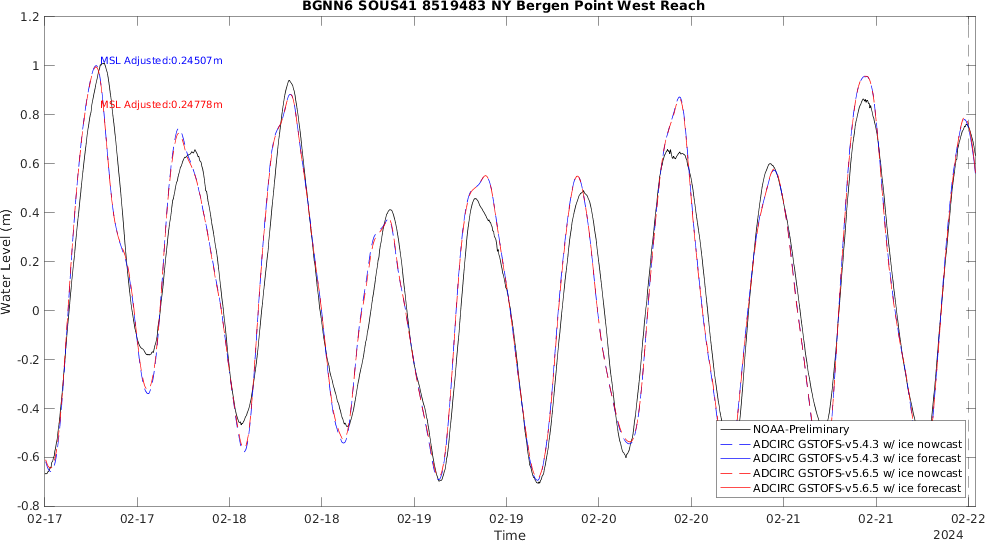 BGNN6 SOUS41 8519483 NY Bergen Point West Reach
1.2
1
0.8
0.6
0.4
0.2
0
-0.2
-0.4
-0.6
-0.8
Water Level (m)
MSL Adjusted:0.24507m
MSL Adjusted:0.24778m
NOAA-Preliminary
ADCIRC GSTOFS-v5.4.3 w/ ice nowcast
ADCIRC GSTOFS-v5.4.3 w/ ice forecast
ADCIRC GSTOFS-v5.6.5 w/ ice nowcast
ADCIRC GSTOFS-v5.6.5 w/ ice forecast
02-17 02-17 02-18 02-18 02-19 02-19 02-20 02-20 02-21 02-21 02-22
Time 2024